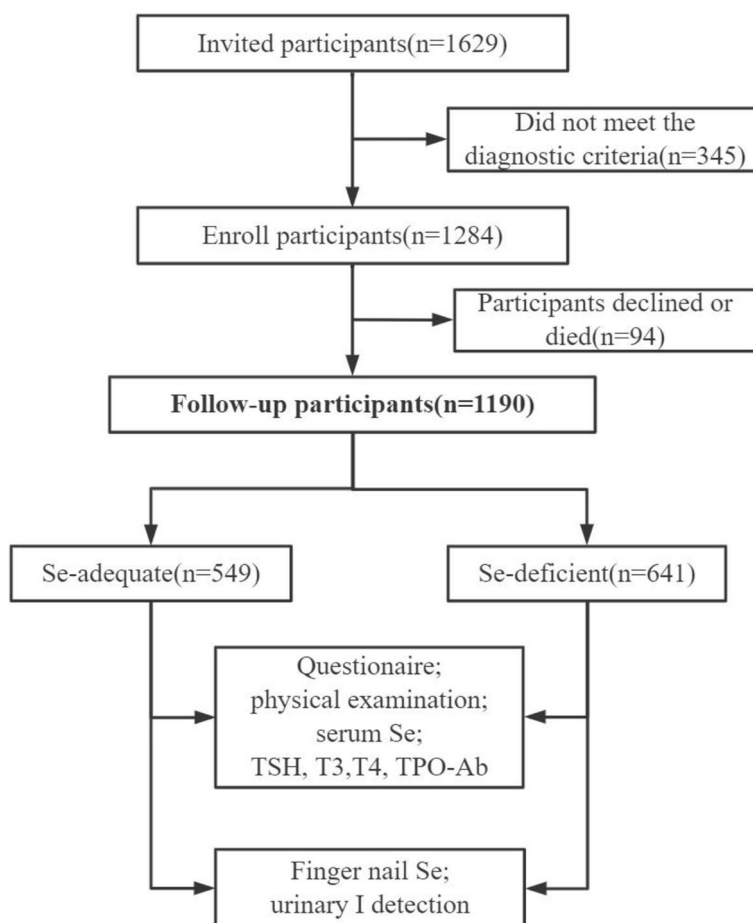 Invited participants(n=1629)
Did not meet the
diagnostic criteria(n=345)
Enroll participants(n=1284)
Participants declined or
died(n=94)
Follow-up participants(n=1190)
Se-adequate(n=549)
Se-deficient(n=641)
Questionaire;
physical examination;
serum Se;
TSH, T3,T4, TPO-Ab
Finger nail Se;
urinary I detection